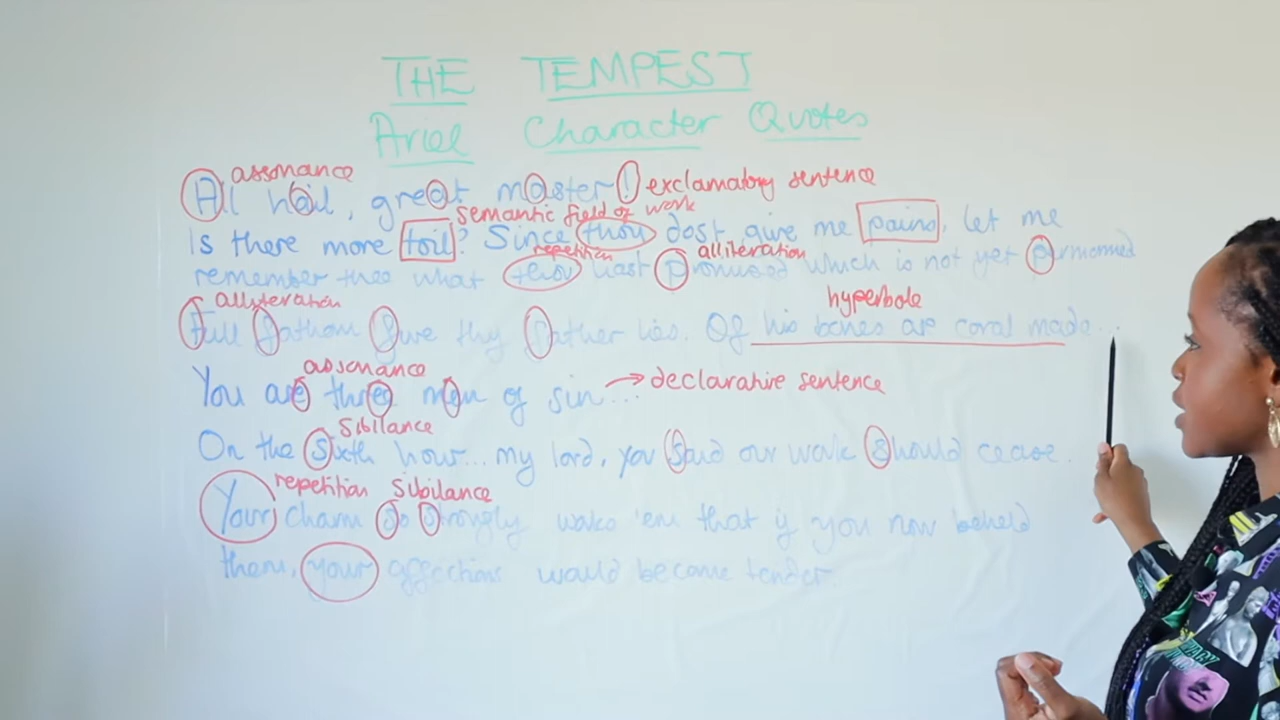 THE TEMPEST
Ariel Character Quotes
assonance
All hail, great master! exclamatory sentence
semantic field of work
Is there more toil? Since thou dost give me pains, let me
repetition alliteration
remember thee what thou hast promised which is not yet
alliteration hyperbole
Full fathom five thy father lies. Of his bones are coral made...
assonance
You are three men of sin... → declarative sentence
Sibilance
On the Sixth hour... my lord, you Said our work Should cease.
repetition Sibilance
Your charm So Strongly works 'em that if you now beheld
them, your affections would become tender.